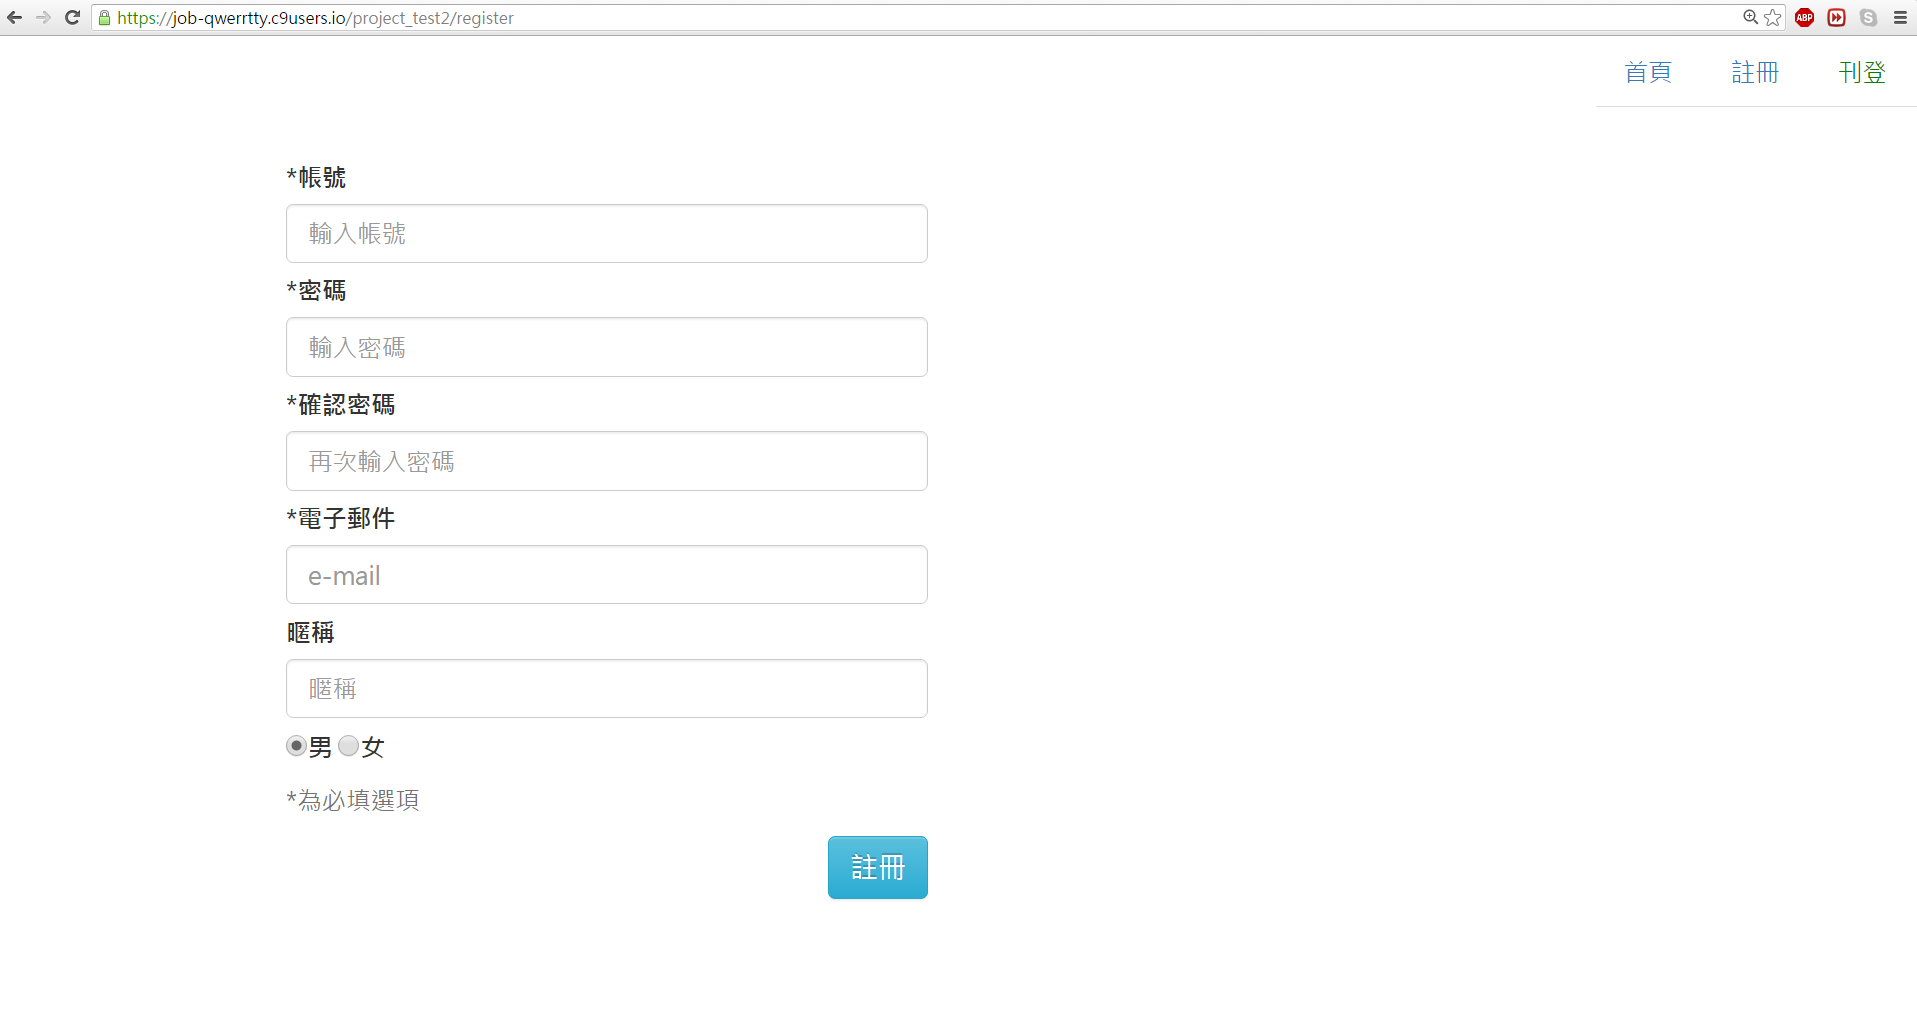 https://job-qwerrtty.c9users.io/project_test2/register
ABP
S
首頁 註冊 刊登
*帳號
輸入帳號
*密碼
輸入密碼
*確認密碼
再次輸入密碼
*電子郵件
e-mail
暱稱
暱稱
男 女
*為必填選項
註冊